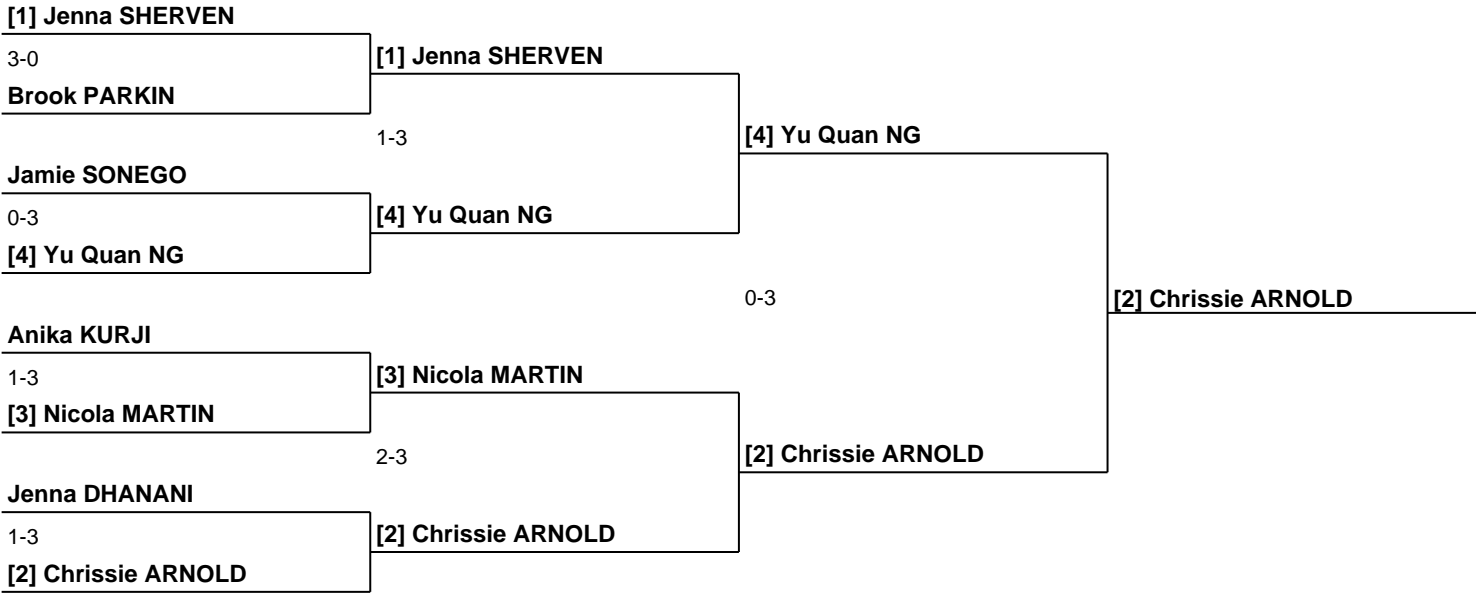 [1] Jenna SHERVEN
3-0
[1] Jenna SHERVEN
Brook PARKIN
1-3
[4] Yu Quan NG
Jamie SONEGO
0-3
[4] Yu Quan NG
[4] Yu Quan NG
0-3
[2] Chrissie ARNOLD
Anika KURJI
1-3
[3] Nicola MARTIN
[3] Nicola MARTIN
2-3
[2] Chrissie ARNOLD
Jenna DHANANI
1-3
[2] Chrissie ARNOLD
[2] Chrissie ARNOLD